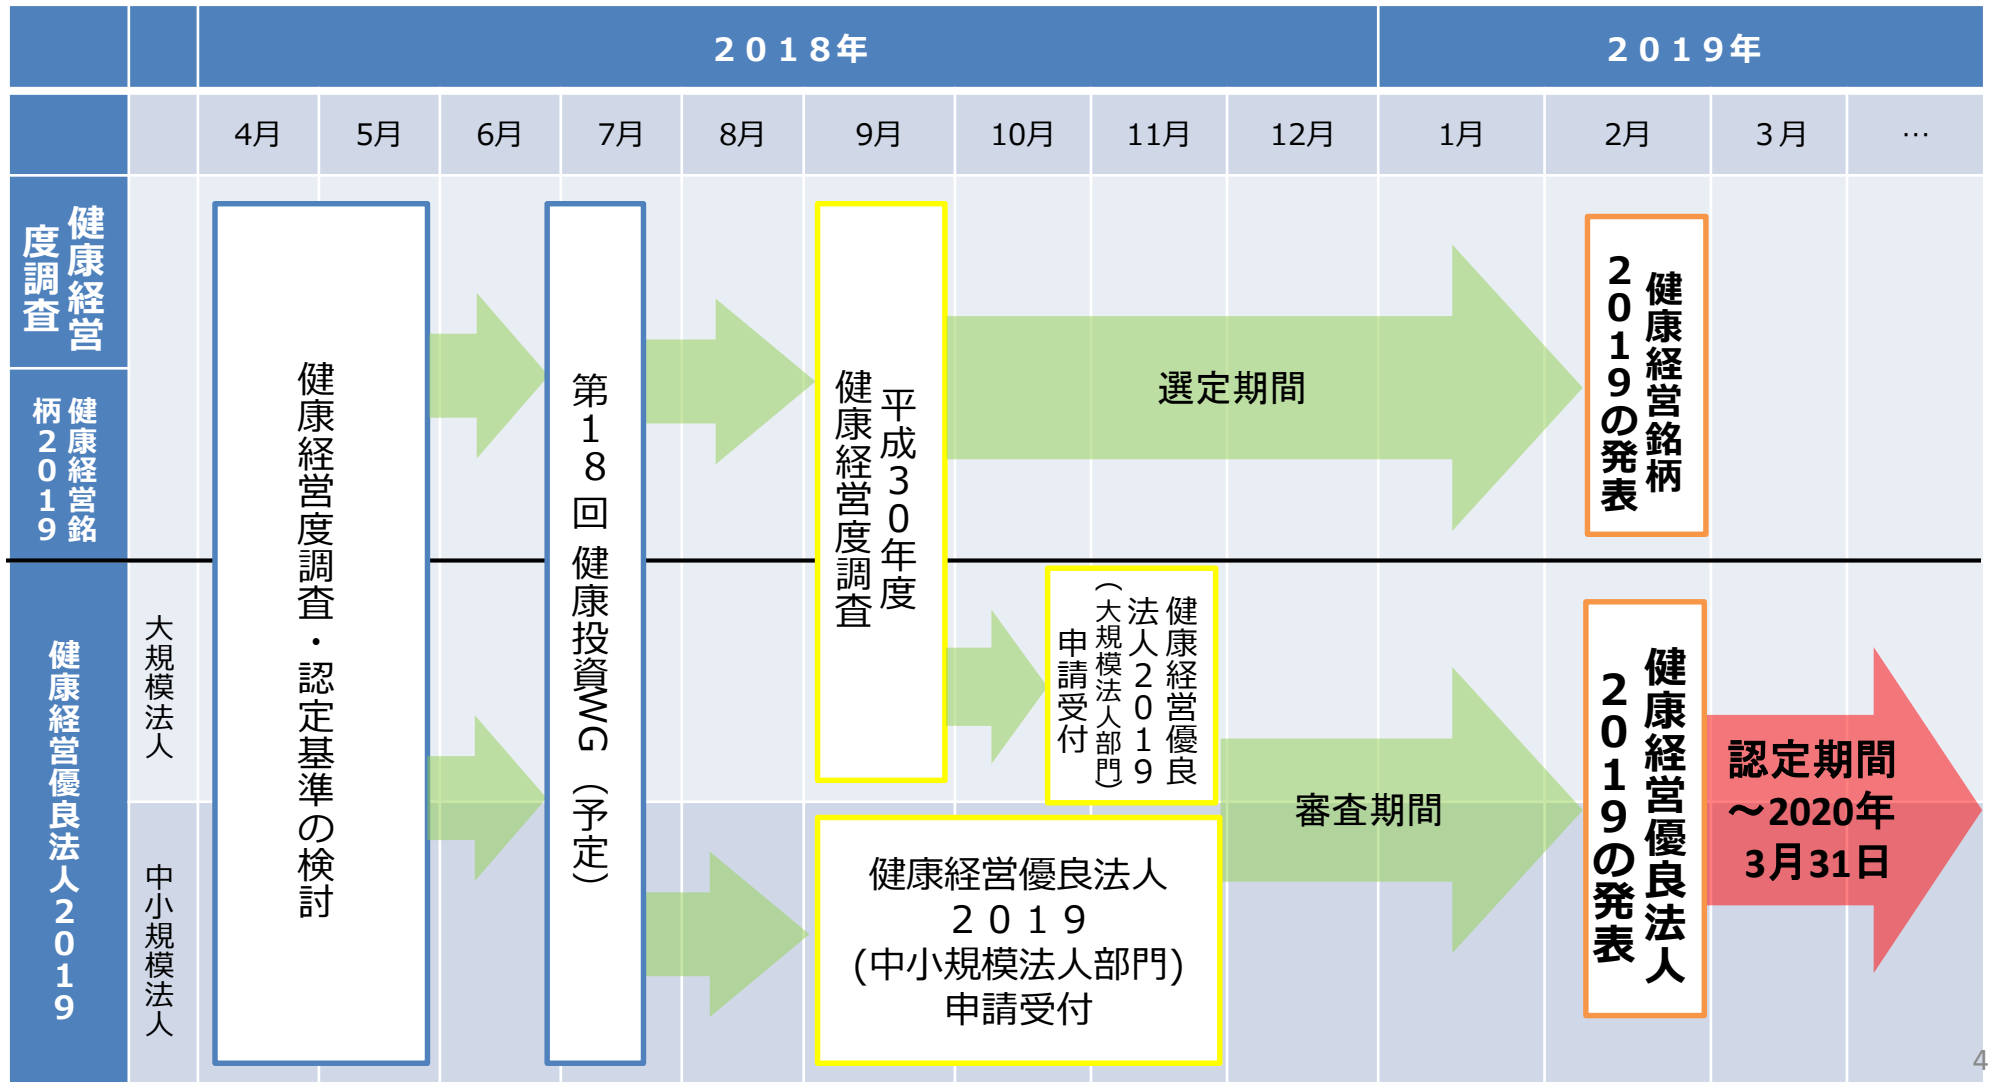 ２０１８年
２０１９年
4月
5月
6月
7月
8月
9月
10月
11月
12月
1月
2月
３月
…
健康経営
度調査
健康経営銘
柄２０１９
健康経営優良法人２０１９
大規模法人
中小規模法人
健康経営度調査・認定基準の検討
第１８回 健康投資WG（予定）
平成３０年度
健康経営度調査
選定期間
健康経営銘柄
２０１９の発表
健康経営優良
法人２０１９
（大規模法人部門）
申請受付
健康経営優良法人
２０１９
(中小規模法人部門)
申請受付
審査期間
健康経営優良法人
２０１９の発表
認定期間
～2020年
3月31日
4